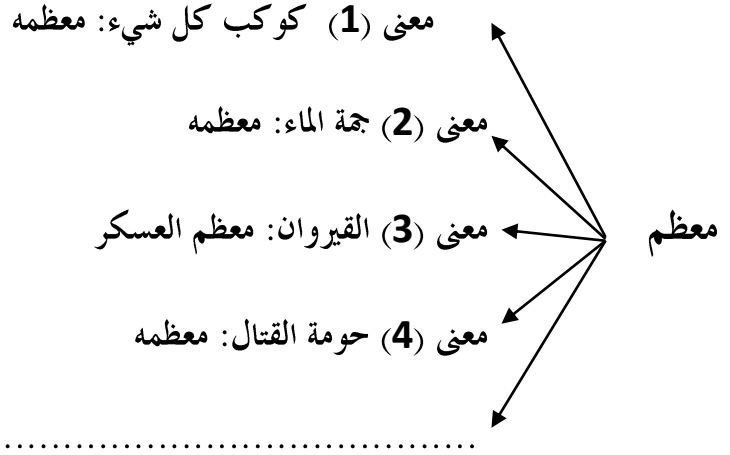 معنى (1) كوكب كل شيء: معظمه
معنى (2) جمة الماء: معظمه
معظم
معنى (3) القيروان: معظم العسكر
معنى (4) حومة القتال: معظمه
........................................